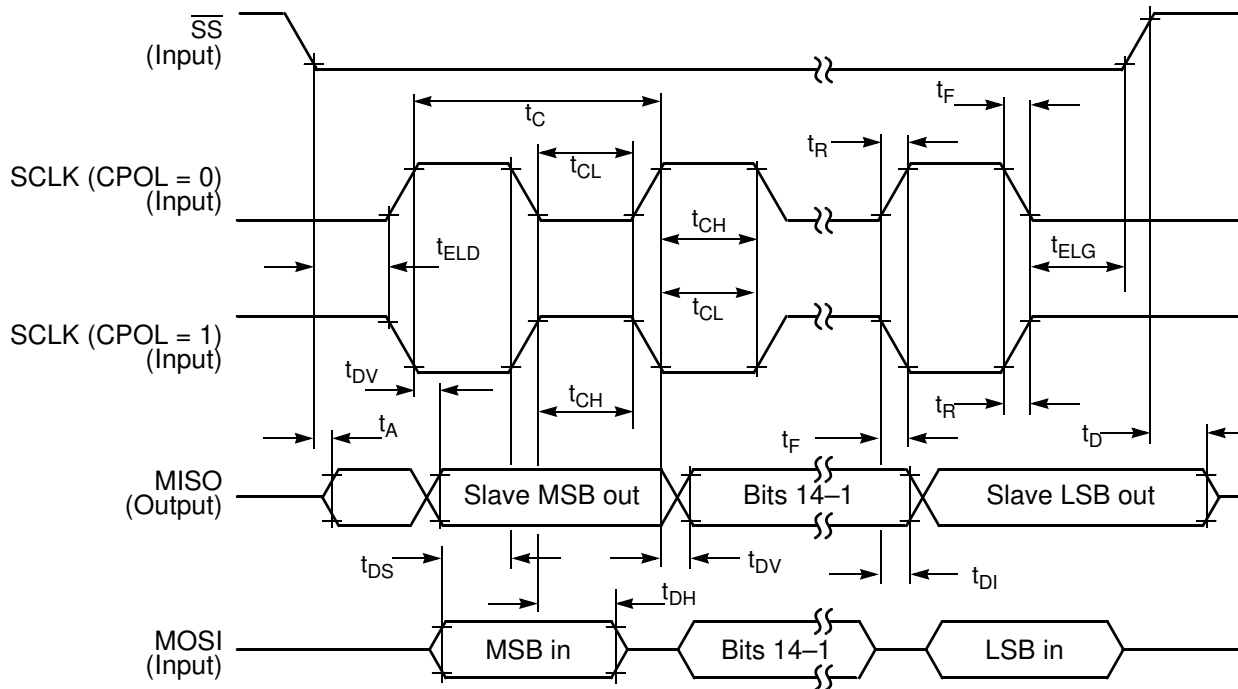 SS
(Input)
tC
tF
tR
SCLK (CPOL = 0)
(Input)
tCL
tCH
tELD
tELG
tCL
SCLK (CPOL = 1)
(Input)
tDV
tCH
tR
tA
tF
tD
MISO
(Output)
Slave MSB out
Bits 14–1
Slave LSB out
tDS
tDV
tDI
tDH
MOSI
(Input)
MSB in
Bits 14–1
LSB in